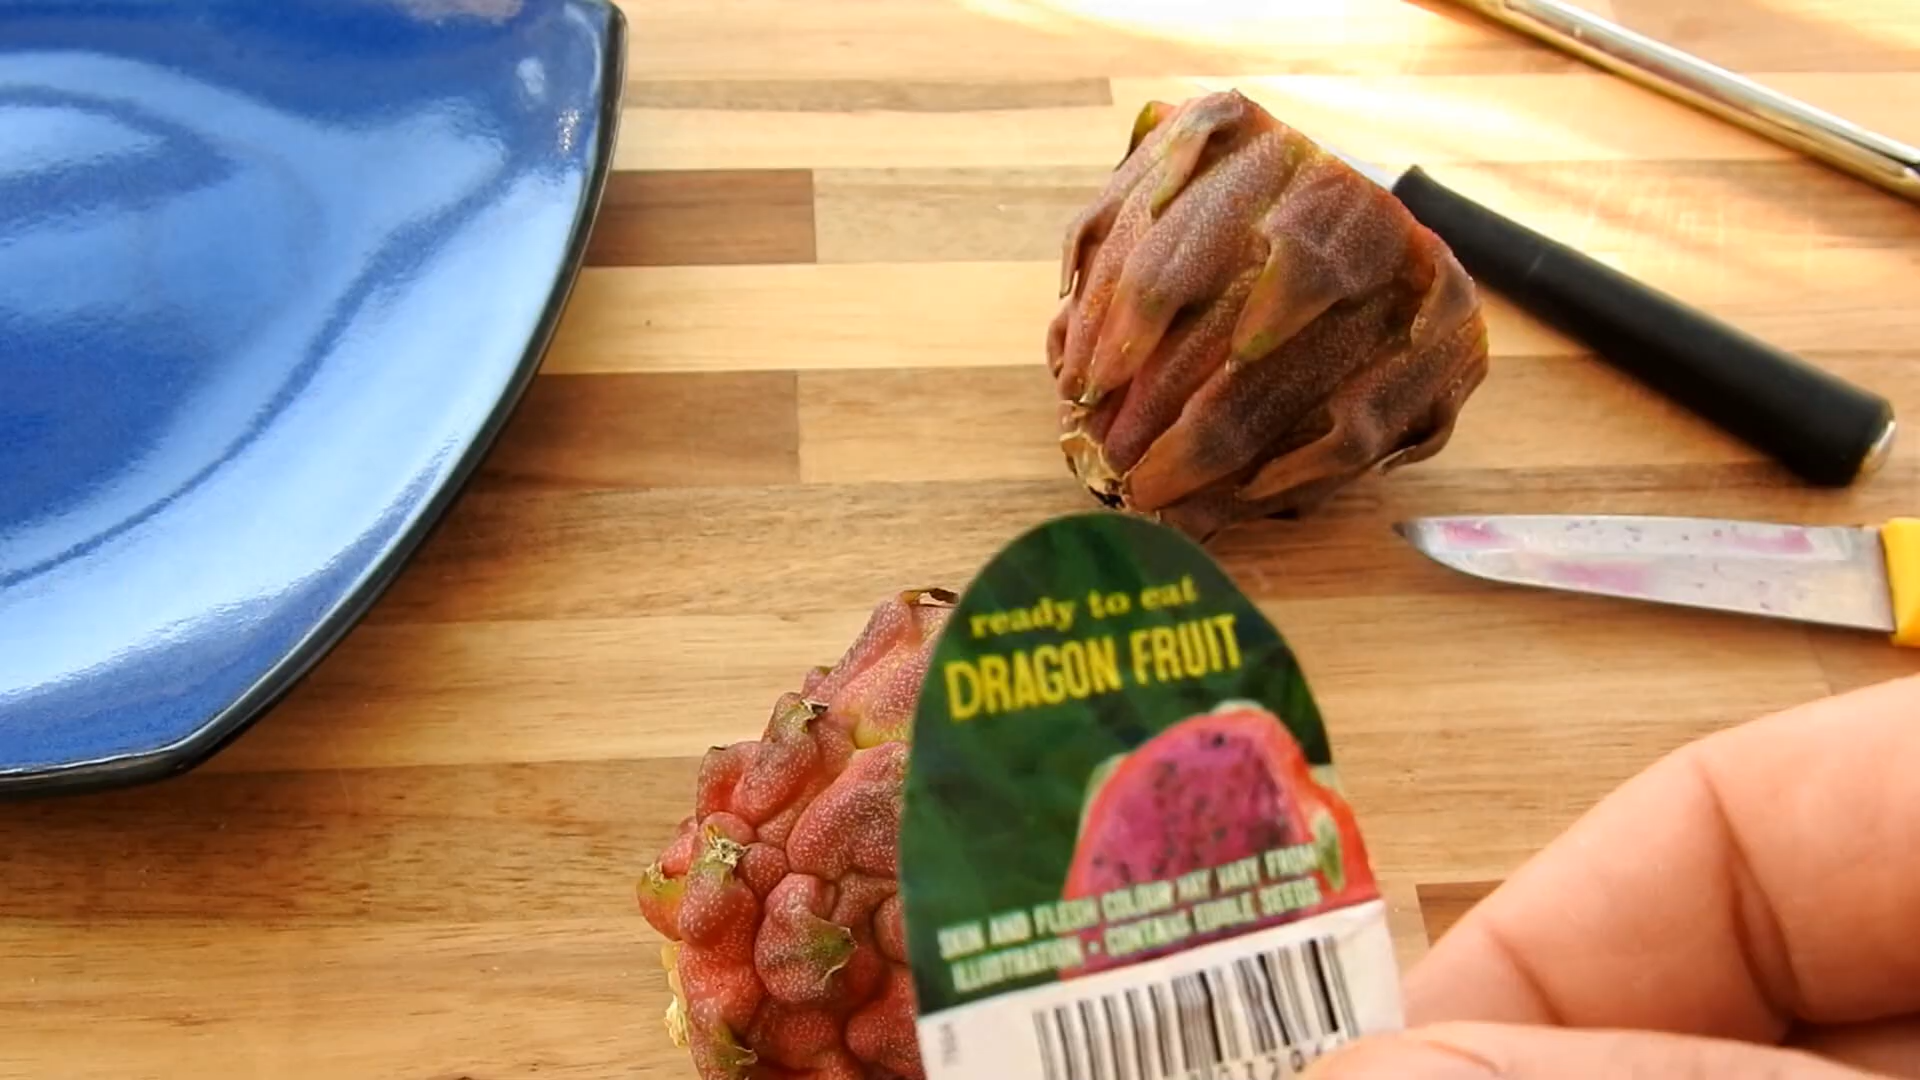 ready to eat
DRAGON FRUIT
SKIN AND FLESH COLOUR MAY VARY FROM
ILLUSTRATION - CONTAINS EDIBLE SEEDS